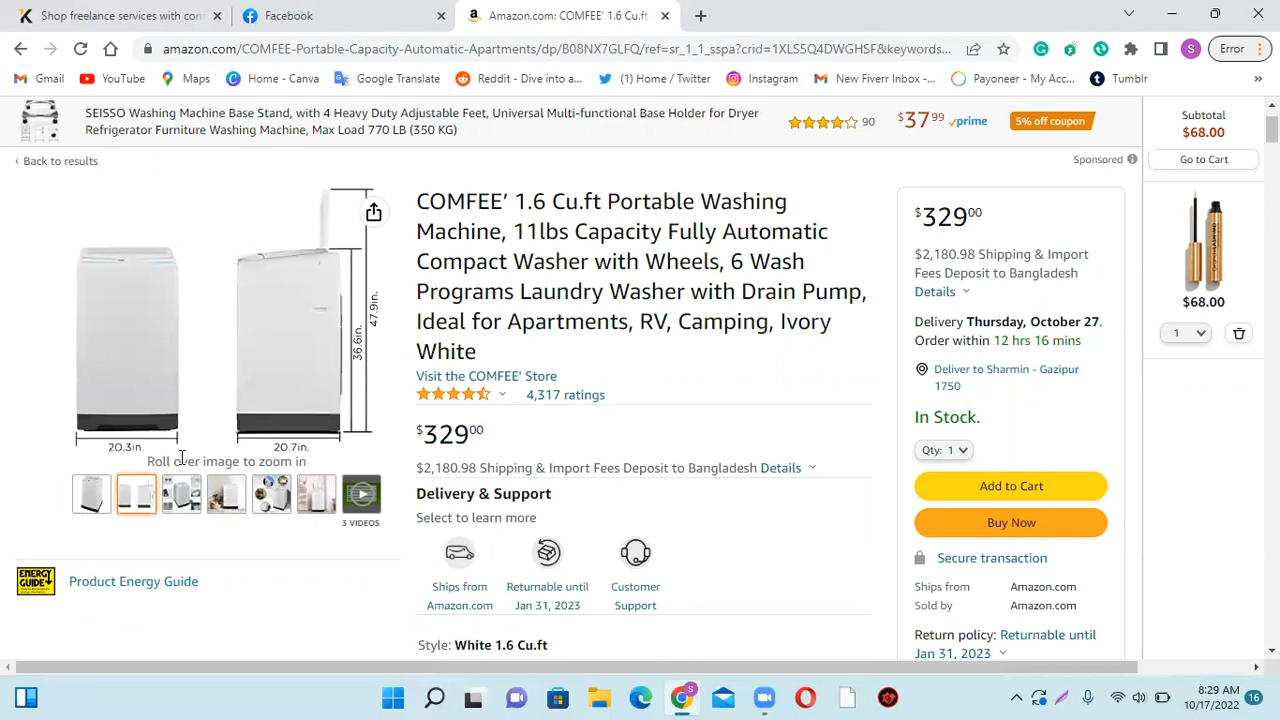 Shop freelance services with con
Facebook
Amazon.com: COMFEE' 1.6 Cu.ft
amazon.com/COMFEE-Portable-Capacity-Automatic-Apartments/dp/B08NX7GLFQ/ref=sr_1_1_sspa?crid=1XLS5Q4DWGHSF&keywords...
S
Error
Gmail
YouTube
Maps
Home - Canva
Google Translate
Reddit - Dive into a...
(1) Home / Twitter
Instagram
New Fiverr Inbox -...
Payoneer - My Acc...
Tumblr
»
SEISSO Washing Machine Base Stand, with 4 Heavy Duty Adjustable Feet, Universal Multi-functional Base Holder for Dryer
Refrigerator Furniture Washing Machine, Max Load 770 LB (350 KG)
90
$37.99 prime
5% off coupon
Subtotal
$68.00
Go to Cart
‹ Back to results
Sponsored
COMFEE’ 1.6 Cu.ft Portable Washing
Machine, 11lbs Capacity Fully Automatic
Compact Washer with Wheels, 6 Wash
Programs Laundry Washer with Drain Pump,
Ideal for Apartments, RV, Camping, Ivory
White
Visit the COMFEE' Store
4,317 ratings
$329.00
$2,180.98 Shipping & Import Fees Deposit to Bangladesh Details
Delivery & Support
Select to learn more
Ships from
Amazon.com
Returnable until
Jan 31, 2023
Customer
Support
Style: White 1.6 Cu.ft
47.9in.
36.6in.
20.3in.
20.7in.
Roll over image to zoom in
3 VIDEOS
ENERGY
GUIDE
Product Energy Guide
$329.00
$2,180.98 Shipping & Import
Fees Deposit to Bangladesh
Details
Delivery Thursday, October 27.
Order within 12 hrs 16 mins
Deliver to Sharmin - Gazipur
1750
In Stock.
Qty: 1
Add to Cart
Buy Now
Secure transaction
Ships from Amazon.com
Sold by Amazon.com
Return policy: Returnable until
Jan 31, 2023
$68.00
1
8:29 AM
10/17/2022
16